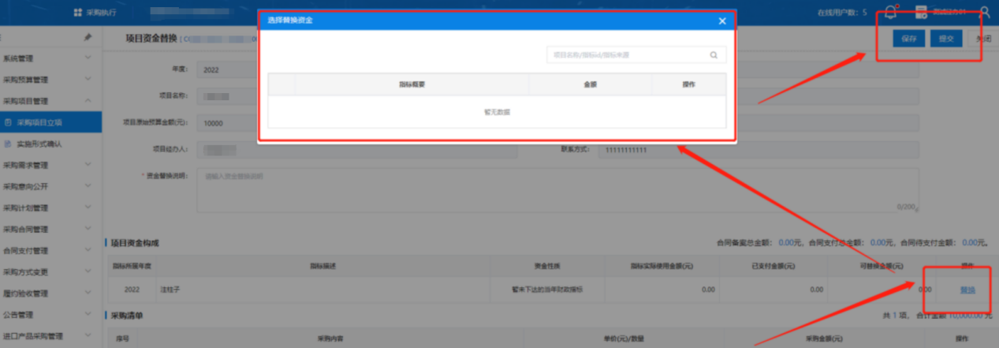 采购执行
在线用户数: 5
选择替换资金
项目资金替换
保存
提交
关闭
项目名称/指标id/指标来源
指标概要
金额
操作
暂无数据
系统管理
采购预算管理
采购项目管理
采购项目立项
实施形式确认
采购需求管理
采购意向公开
采购计划管理
采购合同管理
合同支付管理
采购方式变更
履约验收管理
公告管理
进口产品采购管理
年度: 2022
项目名称:
项目原始预算金额(元): 10000
项目经办人:
联系方式: 11111111111
* 资金替换说明: 请输入资金替换说明
0/200
项目资金构成
合同备案总金额: 0.00元, 合同支付总金额: 0.00元, 合同待支付金额: 0.00元。
指标所属年度 指标描述 资金性质 指标实际使用金额(元) 已支付金额(元) 可替换金额(元) 操作
2022 注柱子 暂未下达的当年财政指标 0.00 0.00 0.00 替换
采购清单
共 1 项, 合计金额 10,000.00 元
序号 采购内容 单价(元)/数量 采购金额(元) 操作